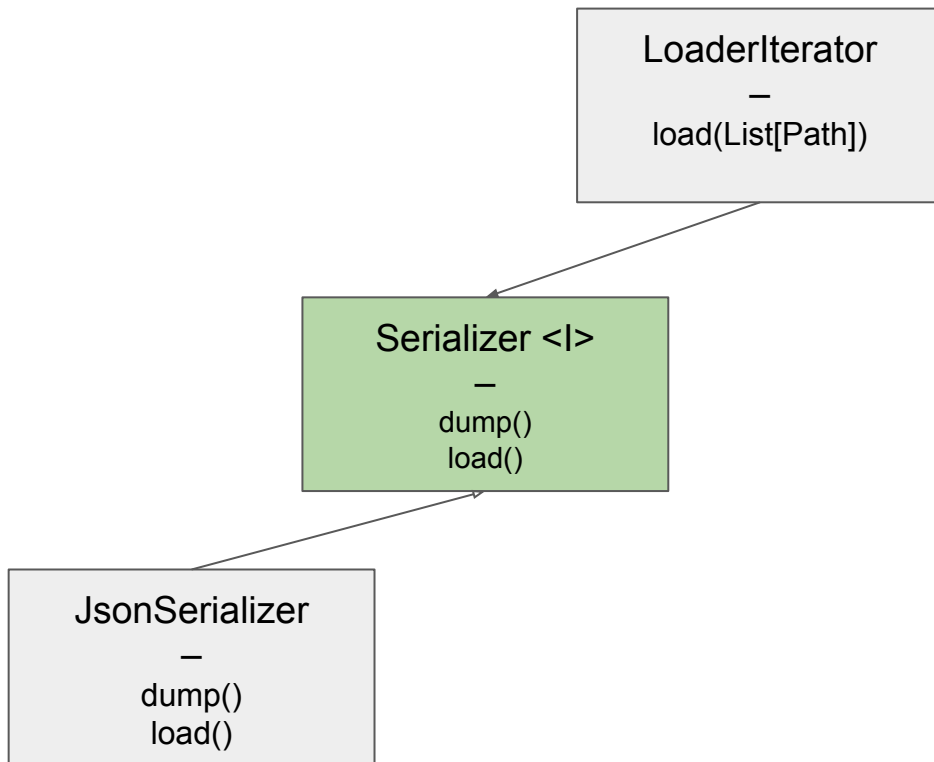 LoaderIterator
–
load(List[Path])
Serializer <I>
–
dump()
load()
JsonSerializer
–
dump()
load()